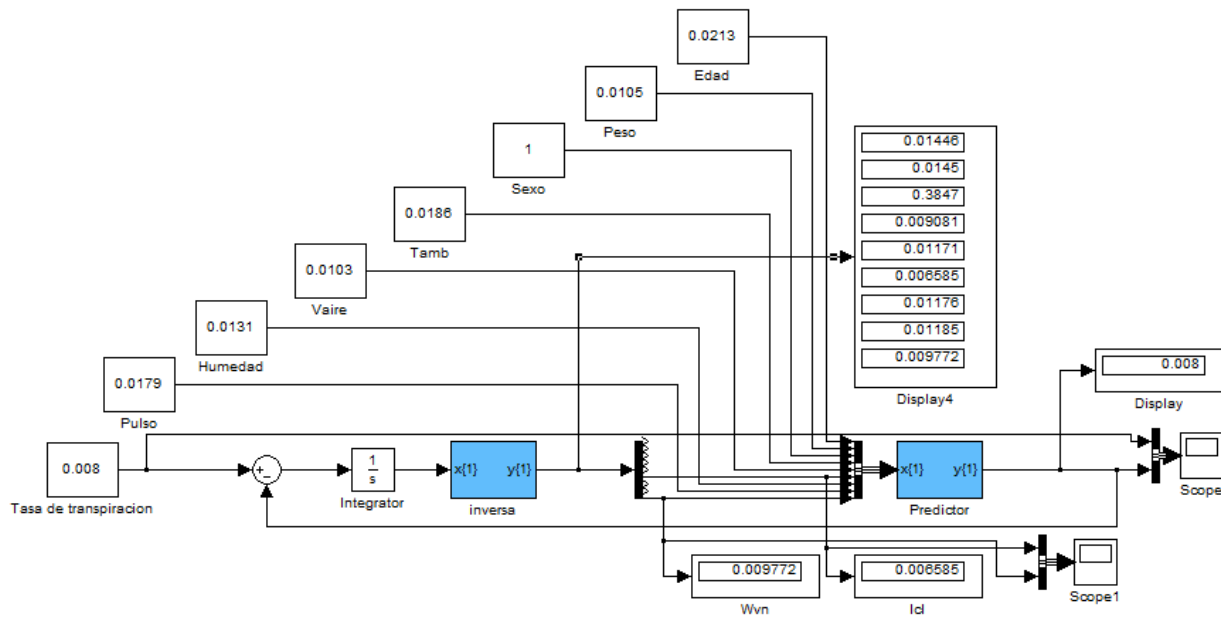 0.0213
Edad
0.0105
Peso
1
Sexo
0.0186
Tamb
0.0103
Vaire
0.0131
Humedad
0.0179
Pulso
0.008
Tasa de transpiracion
+
−
1
s
Integrator
x{1} y{1}
inversa
0.01446
0.0145
0.3847
0.009081
0.01171
0.006585
0.01176
0.01185
0.009772
Display4
x{1} y{1}
Predictor
0.008
Display
Scope
0.009772
Wvn
0.006585
Icl
Scope1